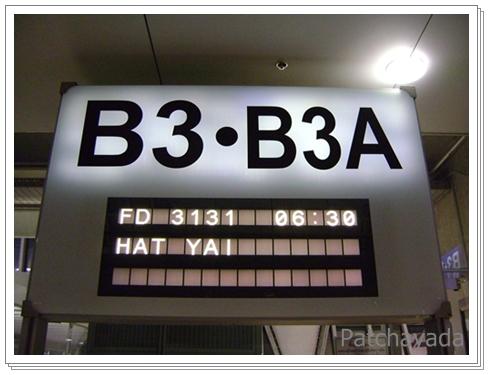 B3•B3A
FD 3131 06:30
HAT YAI
Patchayada